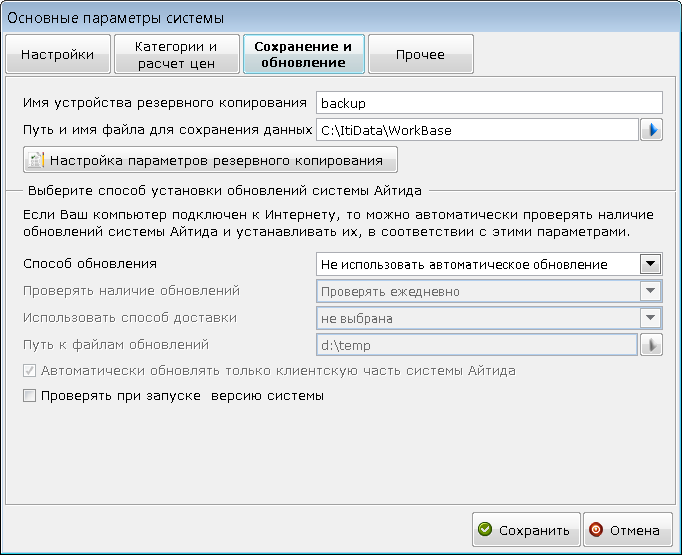 Основные параметры системы
Настройки
Категории и
расчет цен
Сохранение и
обновление
Прочее
Имя устройства резервного копирования backup
Путь и имя файла для сохранения данных C:\ItiData\WorkBase
Настройка параметров резервного копирования
Выберите способ установки обновлений системы Айтида
Если Ваш компьютер подключен к Интернету, то можно автоматически проверять наличие
обновлений системы Айтида и устанавливать их, в соответствии с этими параметрами.
Способ обновления Не использовать автоматическое обновление
Проверять наличие обновлений Проверять ежедневно
Использовать способ доставки не выбрана
Путь к файлам обновлений d:\temp
Автоматически обновлять только клиентскую часть системы Айтида
Проверять при запуске версию системы
Сохранить
Отмена